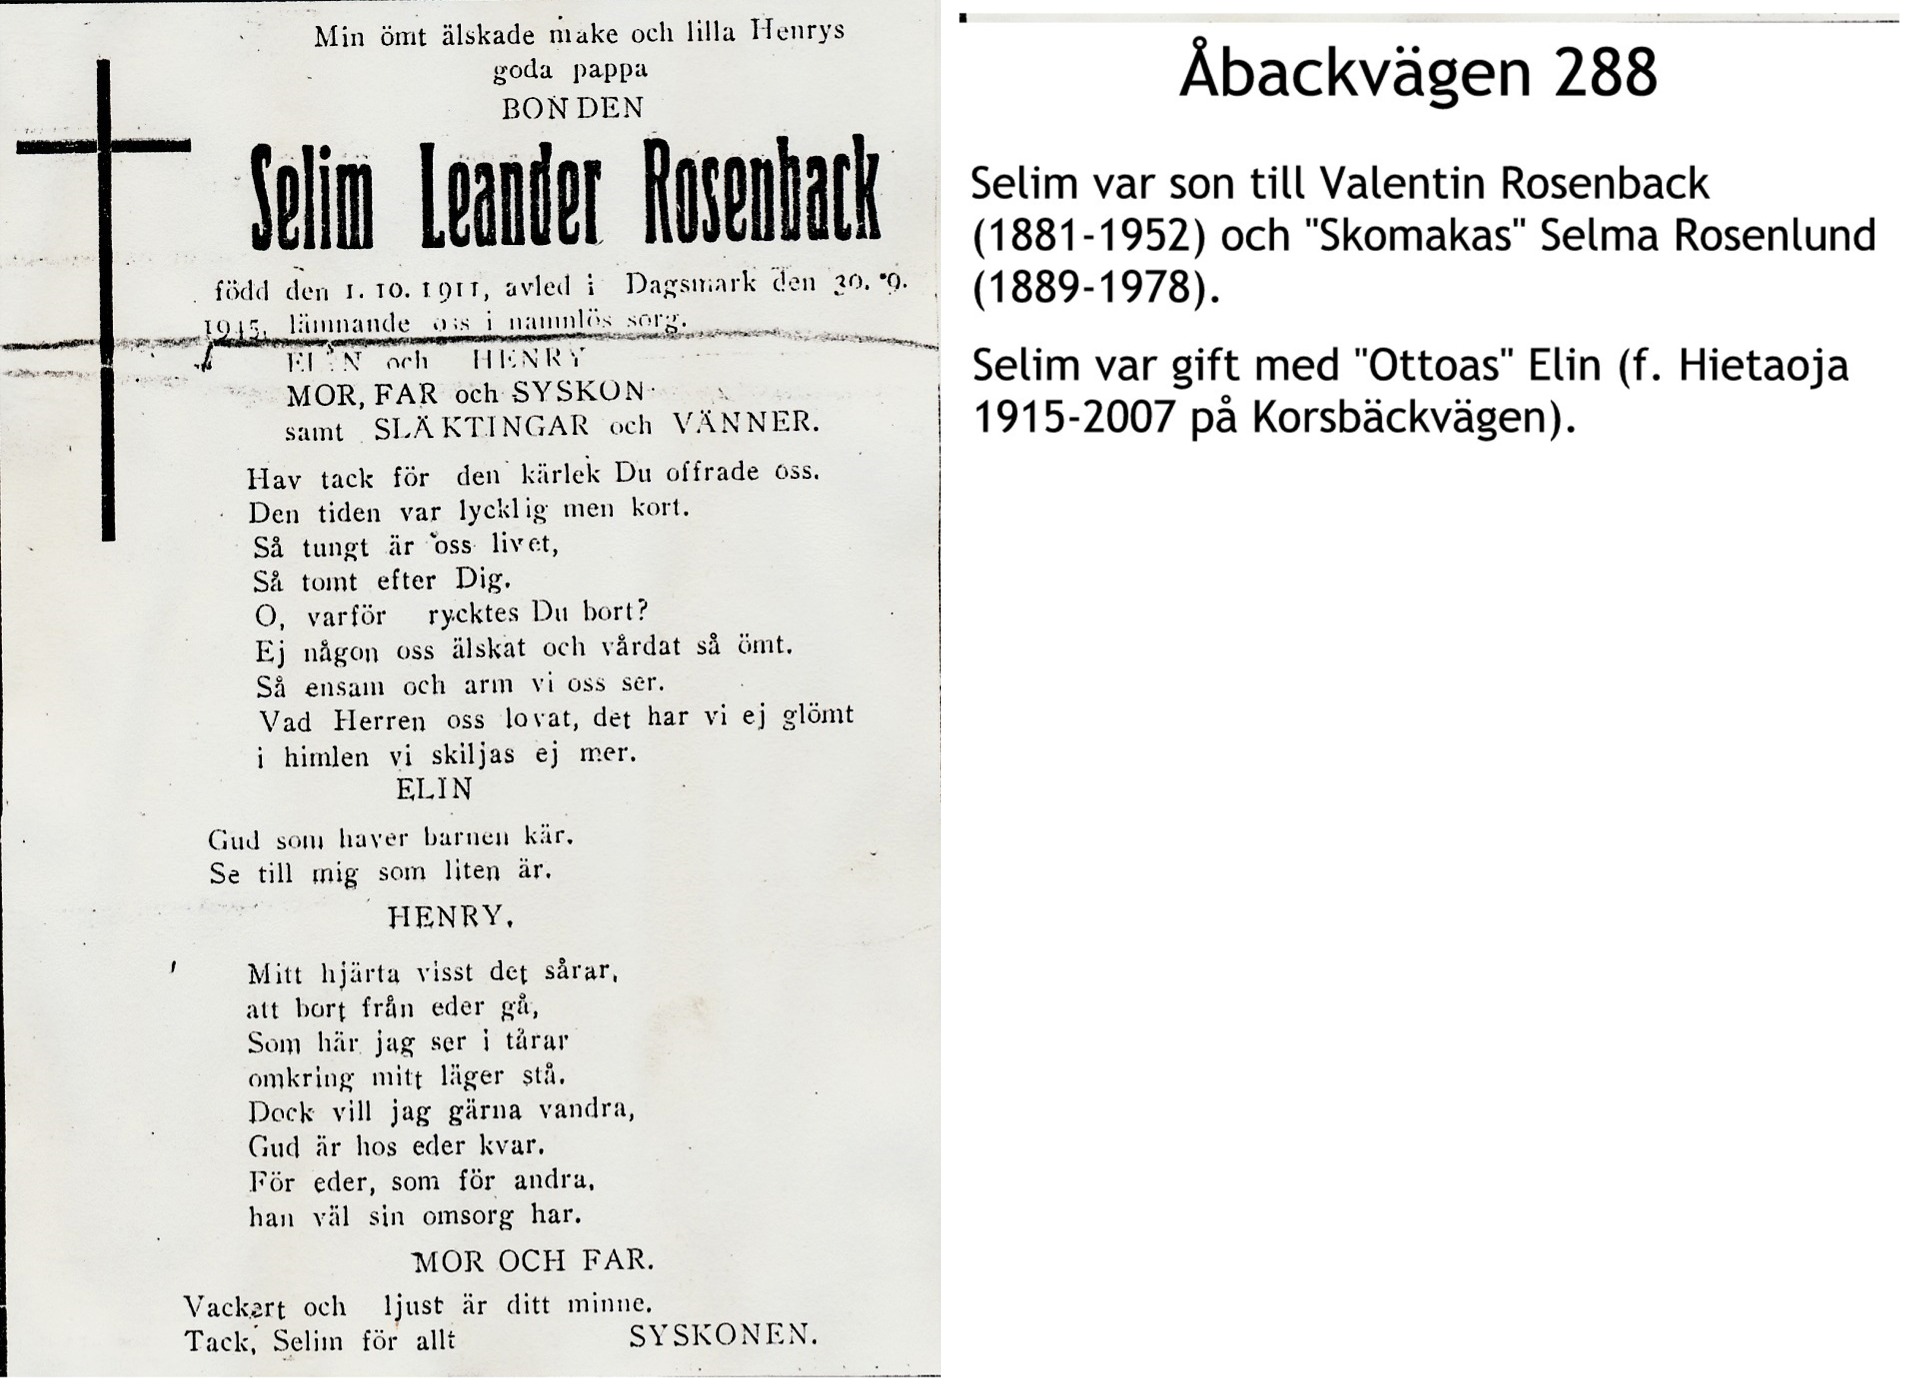 Min ömt älskade make och lilla Henrys
goda pappa
BONDEN
Selim Leander Rosenback
född den 1. 10. 1911, avled i Dagsmark den 30. 9.
1945, lämnande oss i namnlös sorg.
ELIN och HENRY
MOR, FAR och SYSKON
samt SLÄKTINGAR och VÄNNER.
Hav tack för den kärlek Du offrade oss.
Den tiden var lycklig men kort.
Så tungt är oss livet,
Så tomt efter Dig.
O, varför rycktes Du bort?
Ej någon oss älskat och vårdat så ömt.
Så ensam och arm vi oss ser.
Vad Herren oss lovat, det har vi ej glömt
i himlen vi skiljas ej mer.
ELIN
Gud som haver barnen kär.
Se till mig som liten är.
HENRY.
Mitt hjärta visst det sårar,
att bort från eder gå,
Som här jag ser i tårar
omkring mitt läger stå.
Dock vill jag gärna vandra,
Gud är hos eder kvar.
För eder, som för andra,
han väl sin omsorg har.
MOR OCH FAR.
Vackert och ljust är ditt minne.
Tack, Selim för allt SYSKONEN.
Åbackvägen 288
Selim var son till Valentin Rosenback
(1881-1952) och "Skomakas" Selma Rosenlund
(1889-1978).
Selim var gift med "Ottoas" Elin (f. Hietaoja
1915-2007 på Korsbäckvägen).